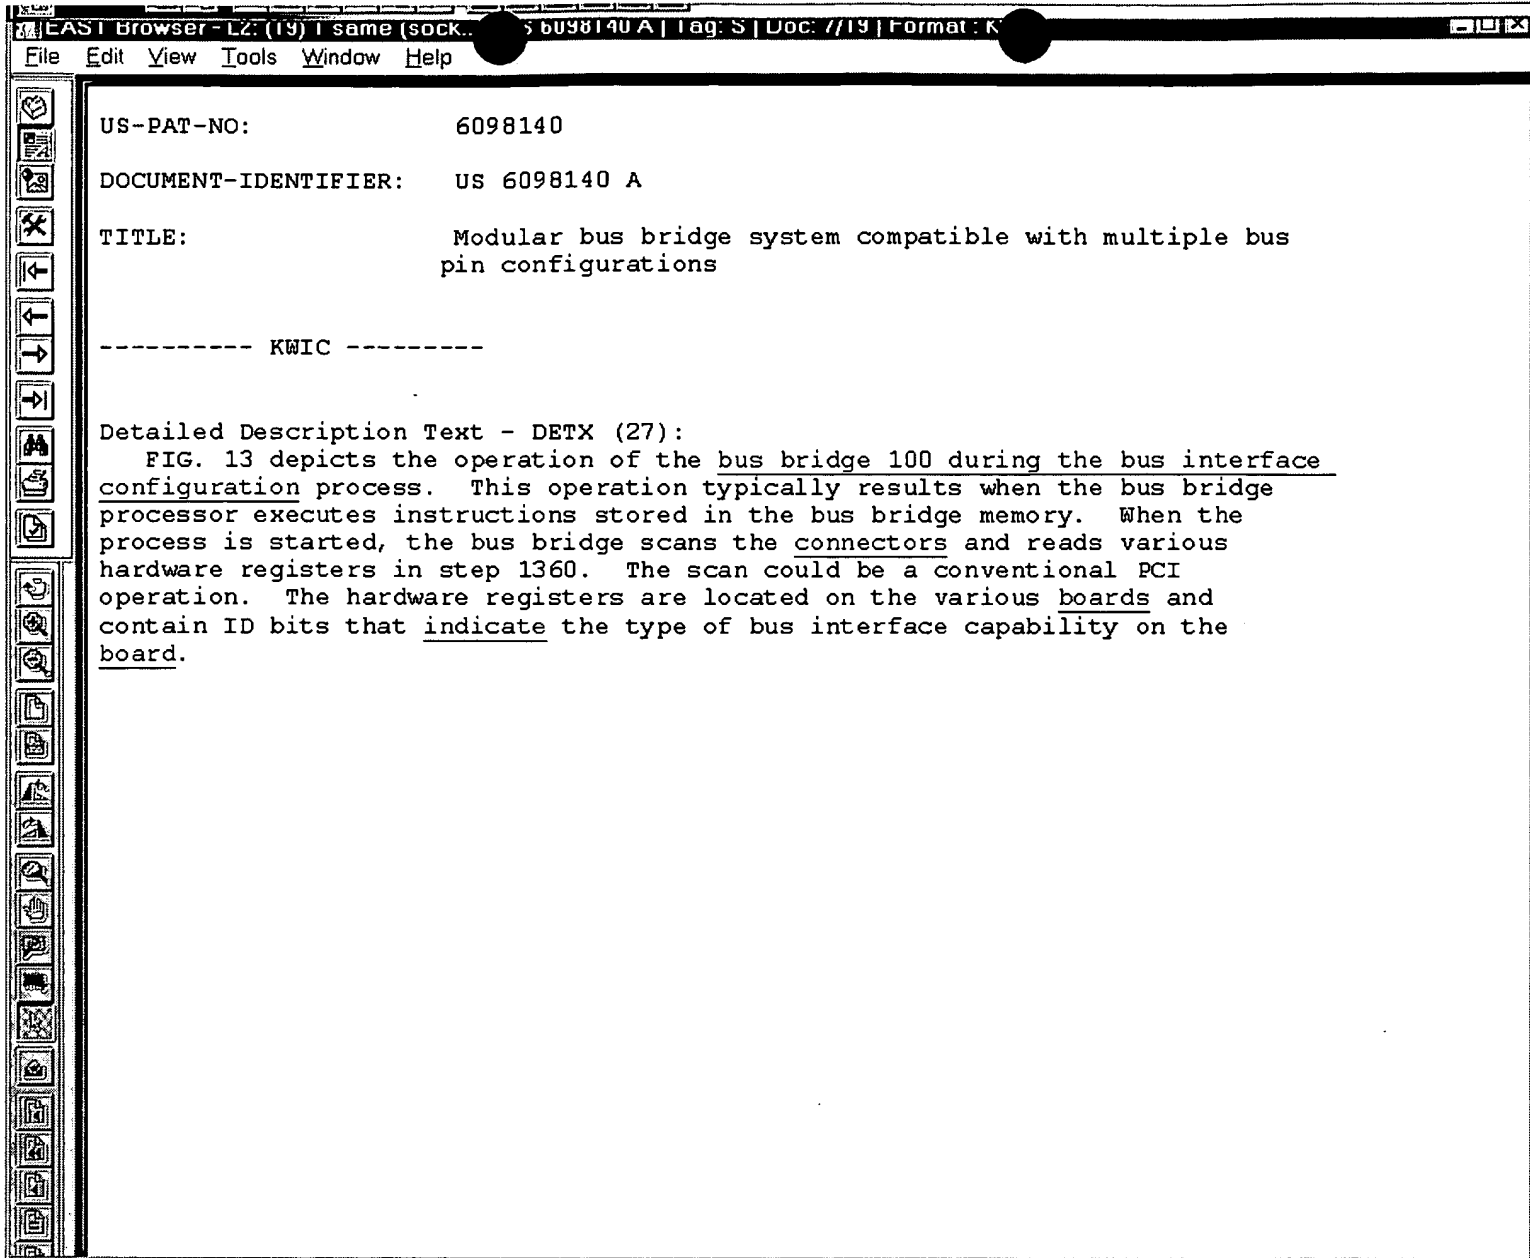 EAST Browser - L2: (19) 1 same (sock.. 6098140 A | Tag: S | Doc: 7/19 | Format : K
File Edit View Tools Window Help
US-PAT-NO: 6098140
DOCUMENT-IDENTIFIER: US 6098140 A
TITLE: Modular bus bridge system compatible with multiple bus
pin configurations
---------- KWIC ---------
Detailed Description Text - DETX (27):
FIG. 13 depicts the operation of the bus bridge 100 during the bus interface
configuration process. This operation typically results when the bus bridge
processor executes instructions stored in the bus bridge memory. When the
process is started, the bus bridge scans the connectors and reads various
hardware registers in step 1360. The scan could be a conventional PCI
operation. The hardware registers are located on the various boards and
contain ID bits that indicate the type of bus interface capability on the
board.